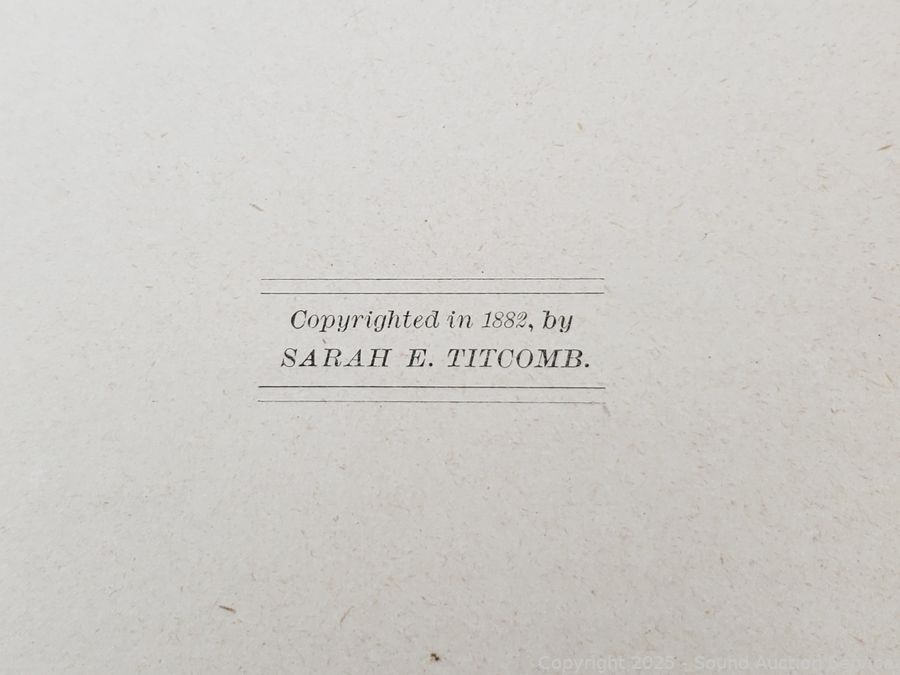 Copyrighted in 1882, by
SARAH E. TITCOMB.
Copyright 2025 - Sound Auction Service